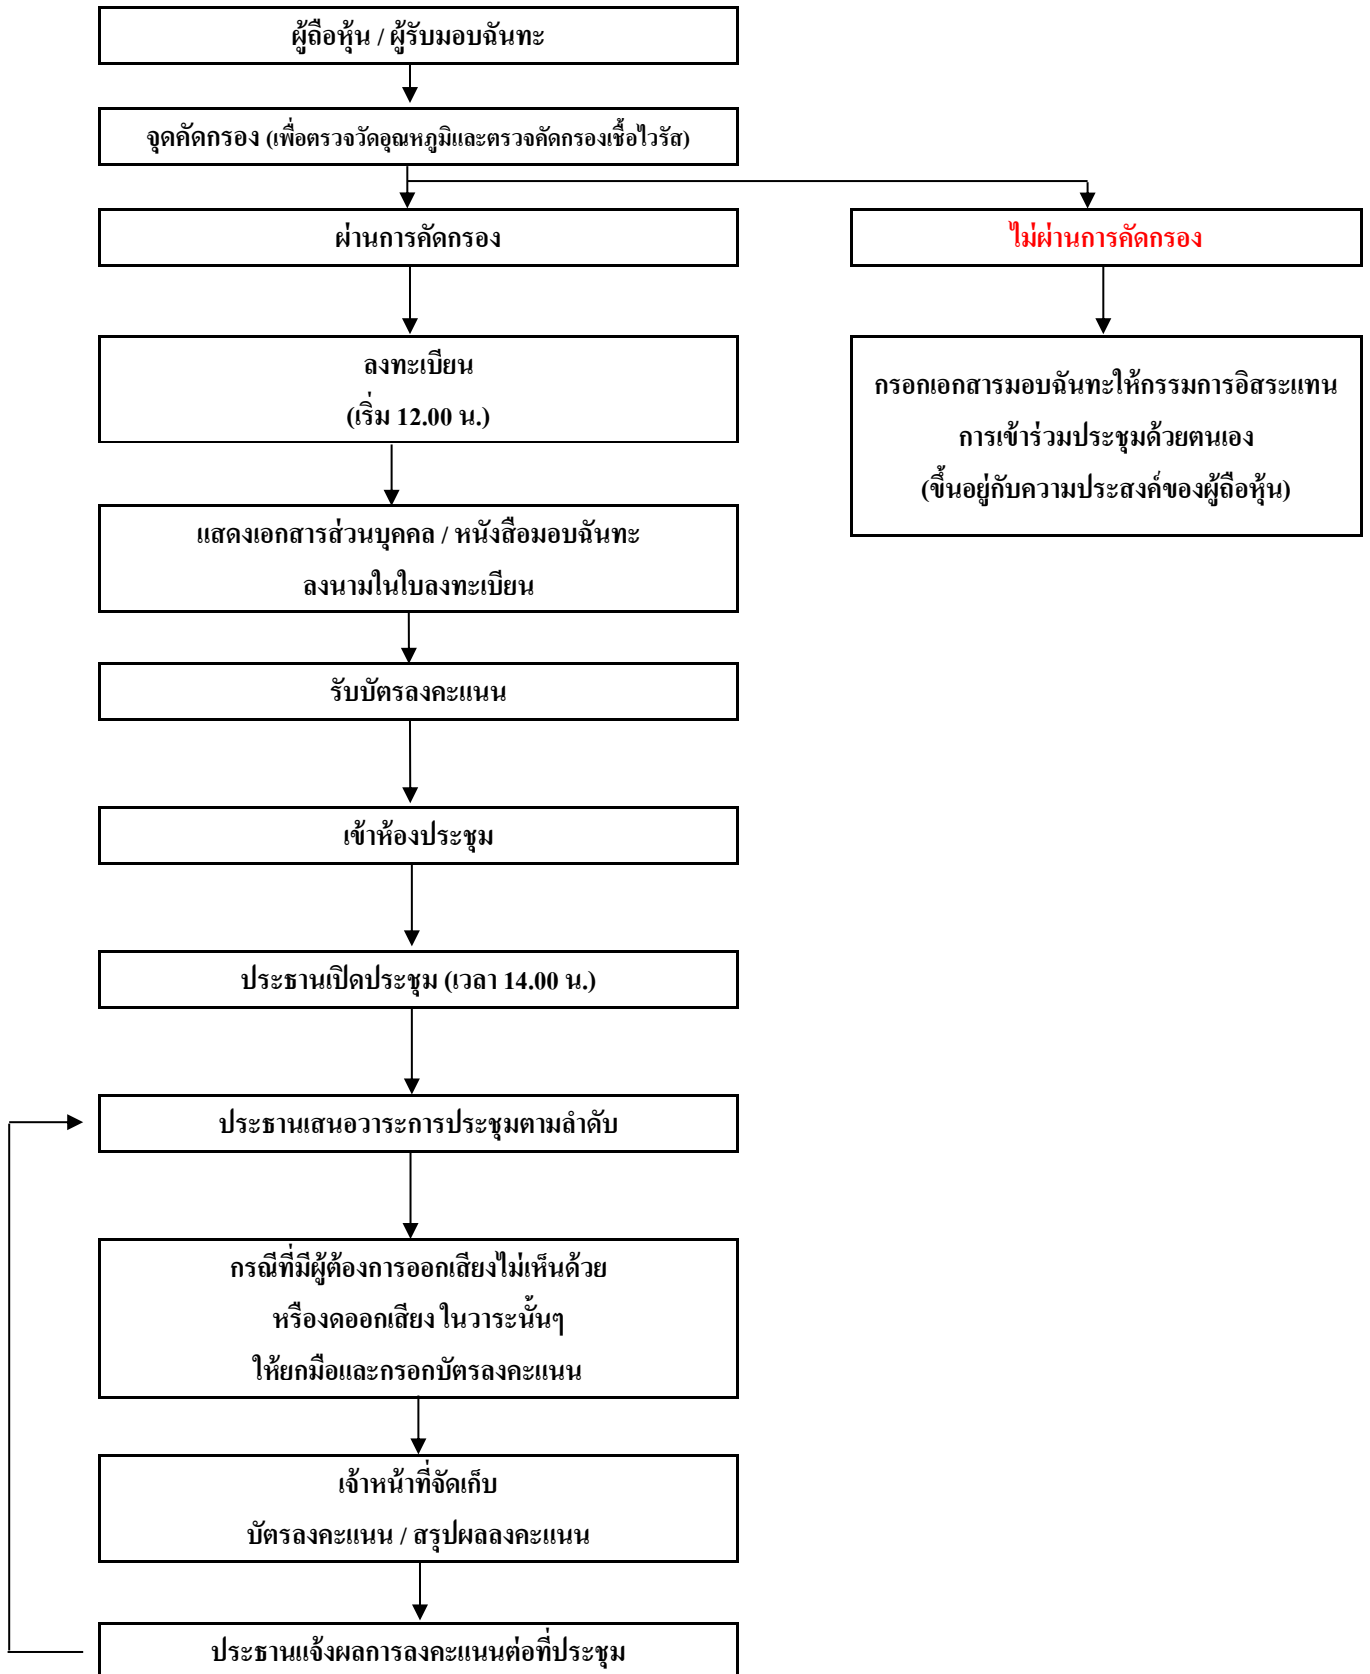 ผู้ถือหุ้น / ผู้รับมอบฉันทะ
จุดคัดกรอง (เพื่อตรวจวัดอุณหภูมิและตรวจคัดกรองเชื้อไวรัส)
ผ่านการคัดกรอง
ไม่ผ่านการคัดกรอง
ลงทะเบียน
(เริ่ม 12.00 น.)
กรอกเอกสารมอบฉันทะให้กรรมการอิสระแทน
การเข้าร่วมประชุมด้วยตนเอง
(ขึ้นอยู่กับความประสงค์ของผู้ถือหุ้น)
แสดงเอกสารส่วนบุคคล / หนังสือมอบฉันทะ
ลงนามในใบลงทะเบียน
รับบัตรลงคะแนน
เข้าห้องประชุม
ประธานเปิดประชุม (เวลา 14.00 น.)
ประธานเสนอวาระการประชุมตามลำดับ
กรณีที่มีผู้ต้องการออกเสียงไม่เห็นด้วย
หรืองดออกเสียง ในวาระนั้นๆ
ให้ยกมือและกรอกบัตรลงคะแนน
เจ้าหน้าที่จัดเก็บ
บัตรลงคะแนน / สรุปผลลงคะแนน
ประธานแจ้งผลการลงคะแนนต่อที่ประชุม